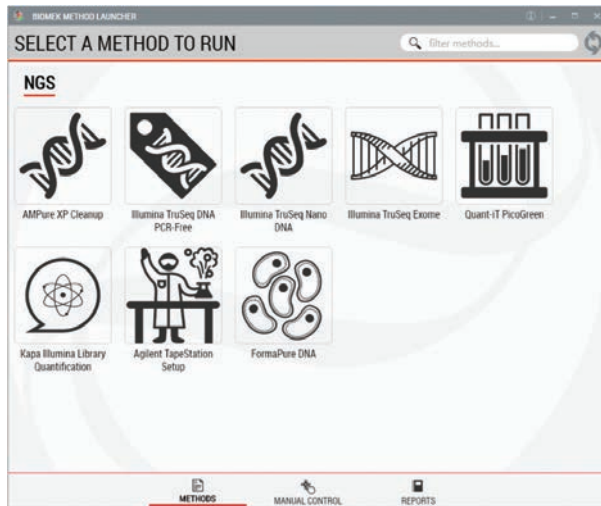 BIOMEK METHOD LAUNCHER
SELECT A METHOD TO RUN
filter methods...
NGS
AMPure XP Cleanup
Illumina TruSeq DNA
PCR-Free
Illumina TruSeq Nano
DNA
Illumina TruSeq Exome
Quant-iT PicoGreen
Kapa Illumina Library
Quantification
Agilent TapeStation
Setup
FormaPure DNA
METHODS
MANUAL CONTROL
REPORTS